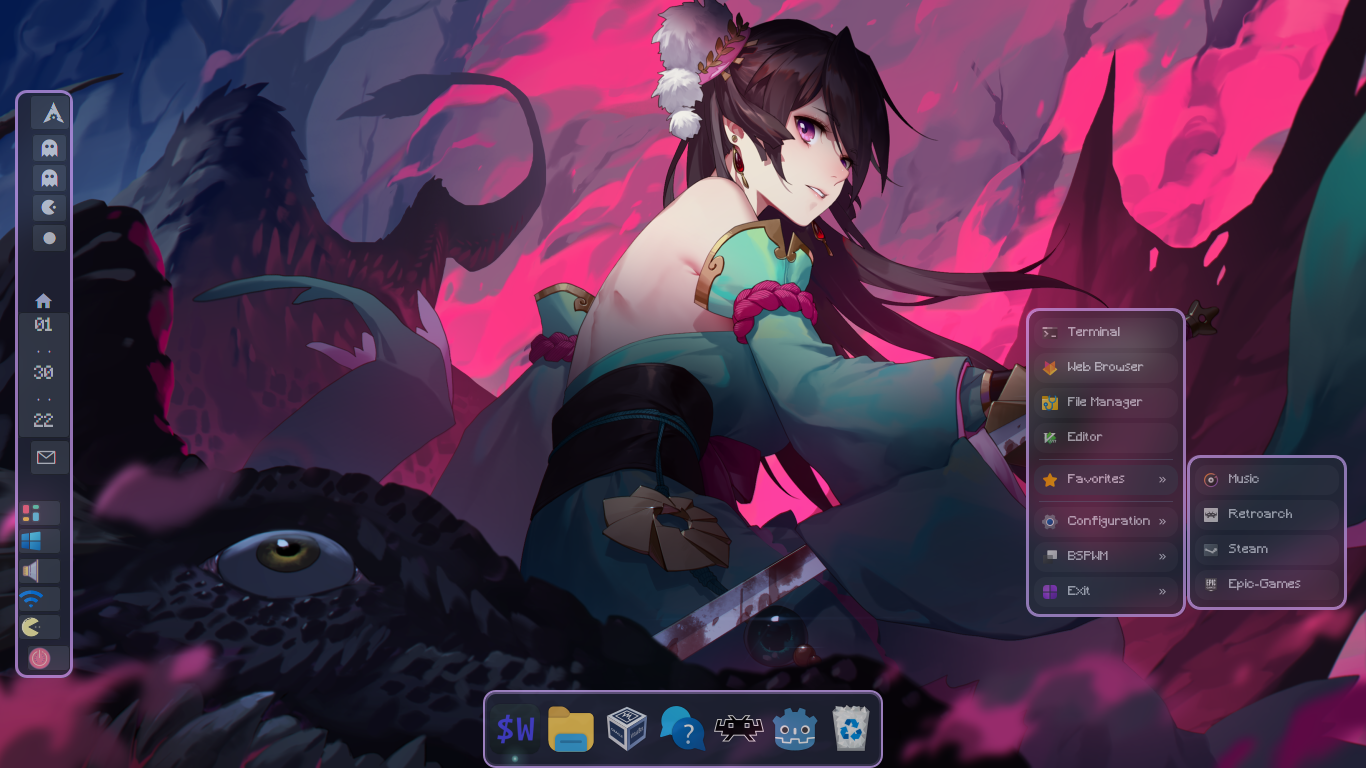 01
..
30
..
22
Terminal
Web Browser
File Manager
Editor
Favorites »
Configuration »
BSPWM »
Exit »
Music
Retroarch
Steam
Epic-Games
$W
?